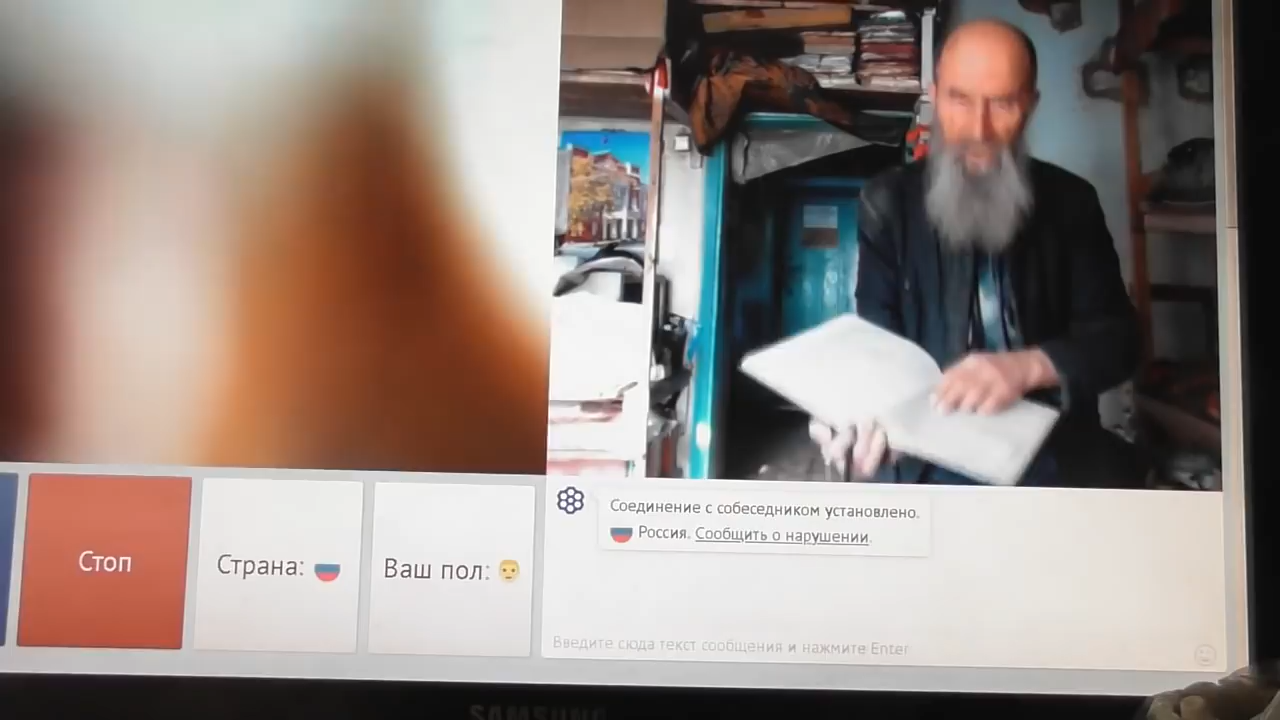 Соединение с собеседником установлено.
Россия. Сообщить о нарушении.
Стоп
Страна:
Ваш пол:
Введите сюда текст сообщения и нажмите Enter
SAMSUNG